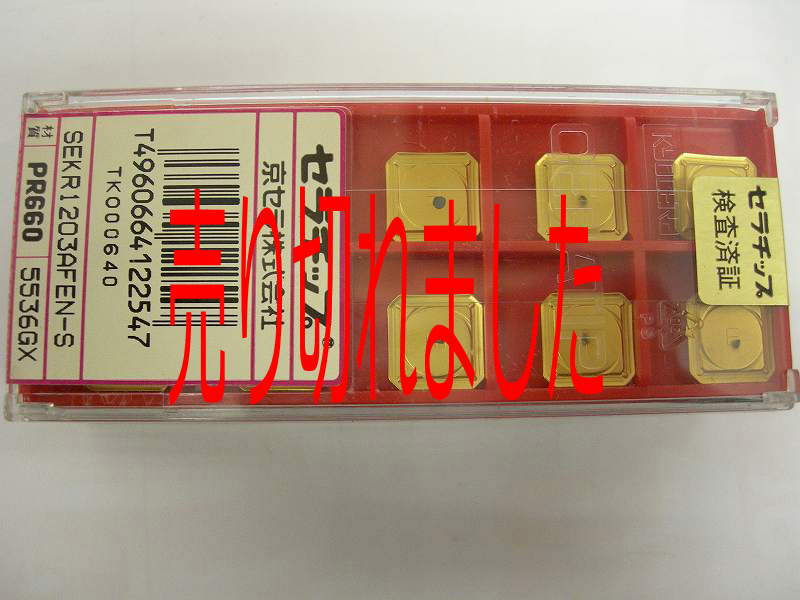 セラチップ®
京セラ株式会社
T4960664122547
TK000640
SEKR1203AFEN-S
材質 PR660 5536GX
売り切れました
セラチップ
検査済証
KYOCERA